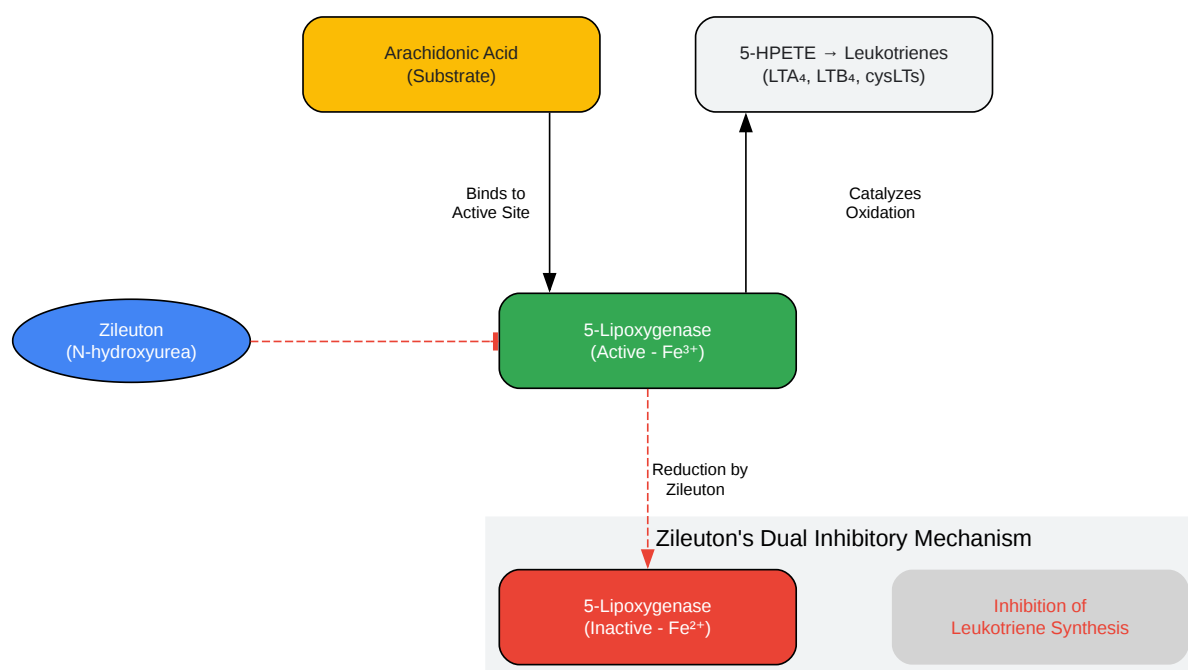 Arachidonic Acid
(Substrate)
5-HPETE → Leukotrienes
(LTA₄, LTB₄, cysLTs)
Binds to
Active Site
Catalyzes
Oxidation
Zileuton
(N-hydroxyurea)
5-Lipoxygenase
(Active - Fe³⁺)
Reduction by
Zileuton
Zileuton's Dual Inhibitory Mechanism
5-Lipoxygenase
(Inactive - Fe²⁺)
Inhibition of
Leukotriene Synthesis